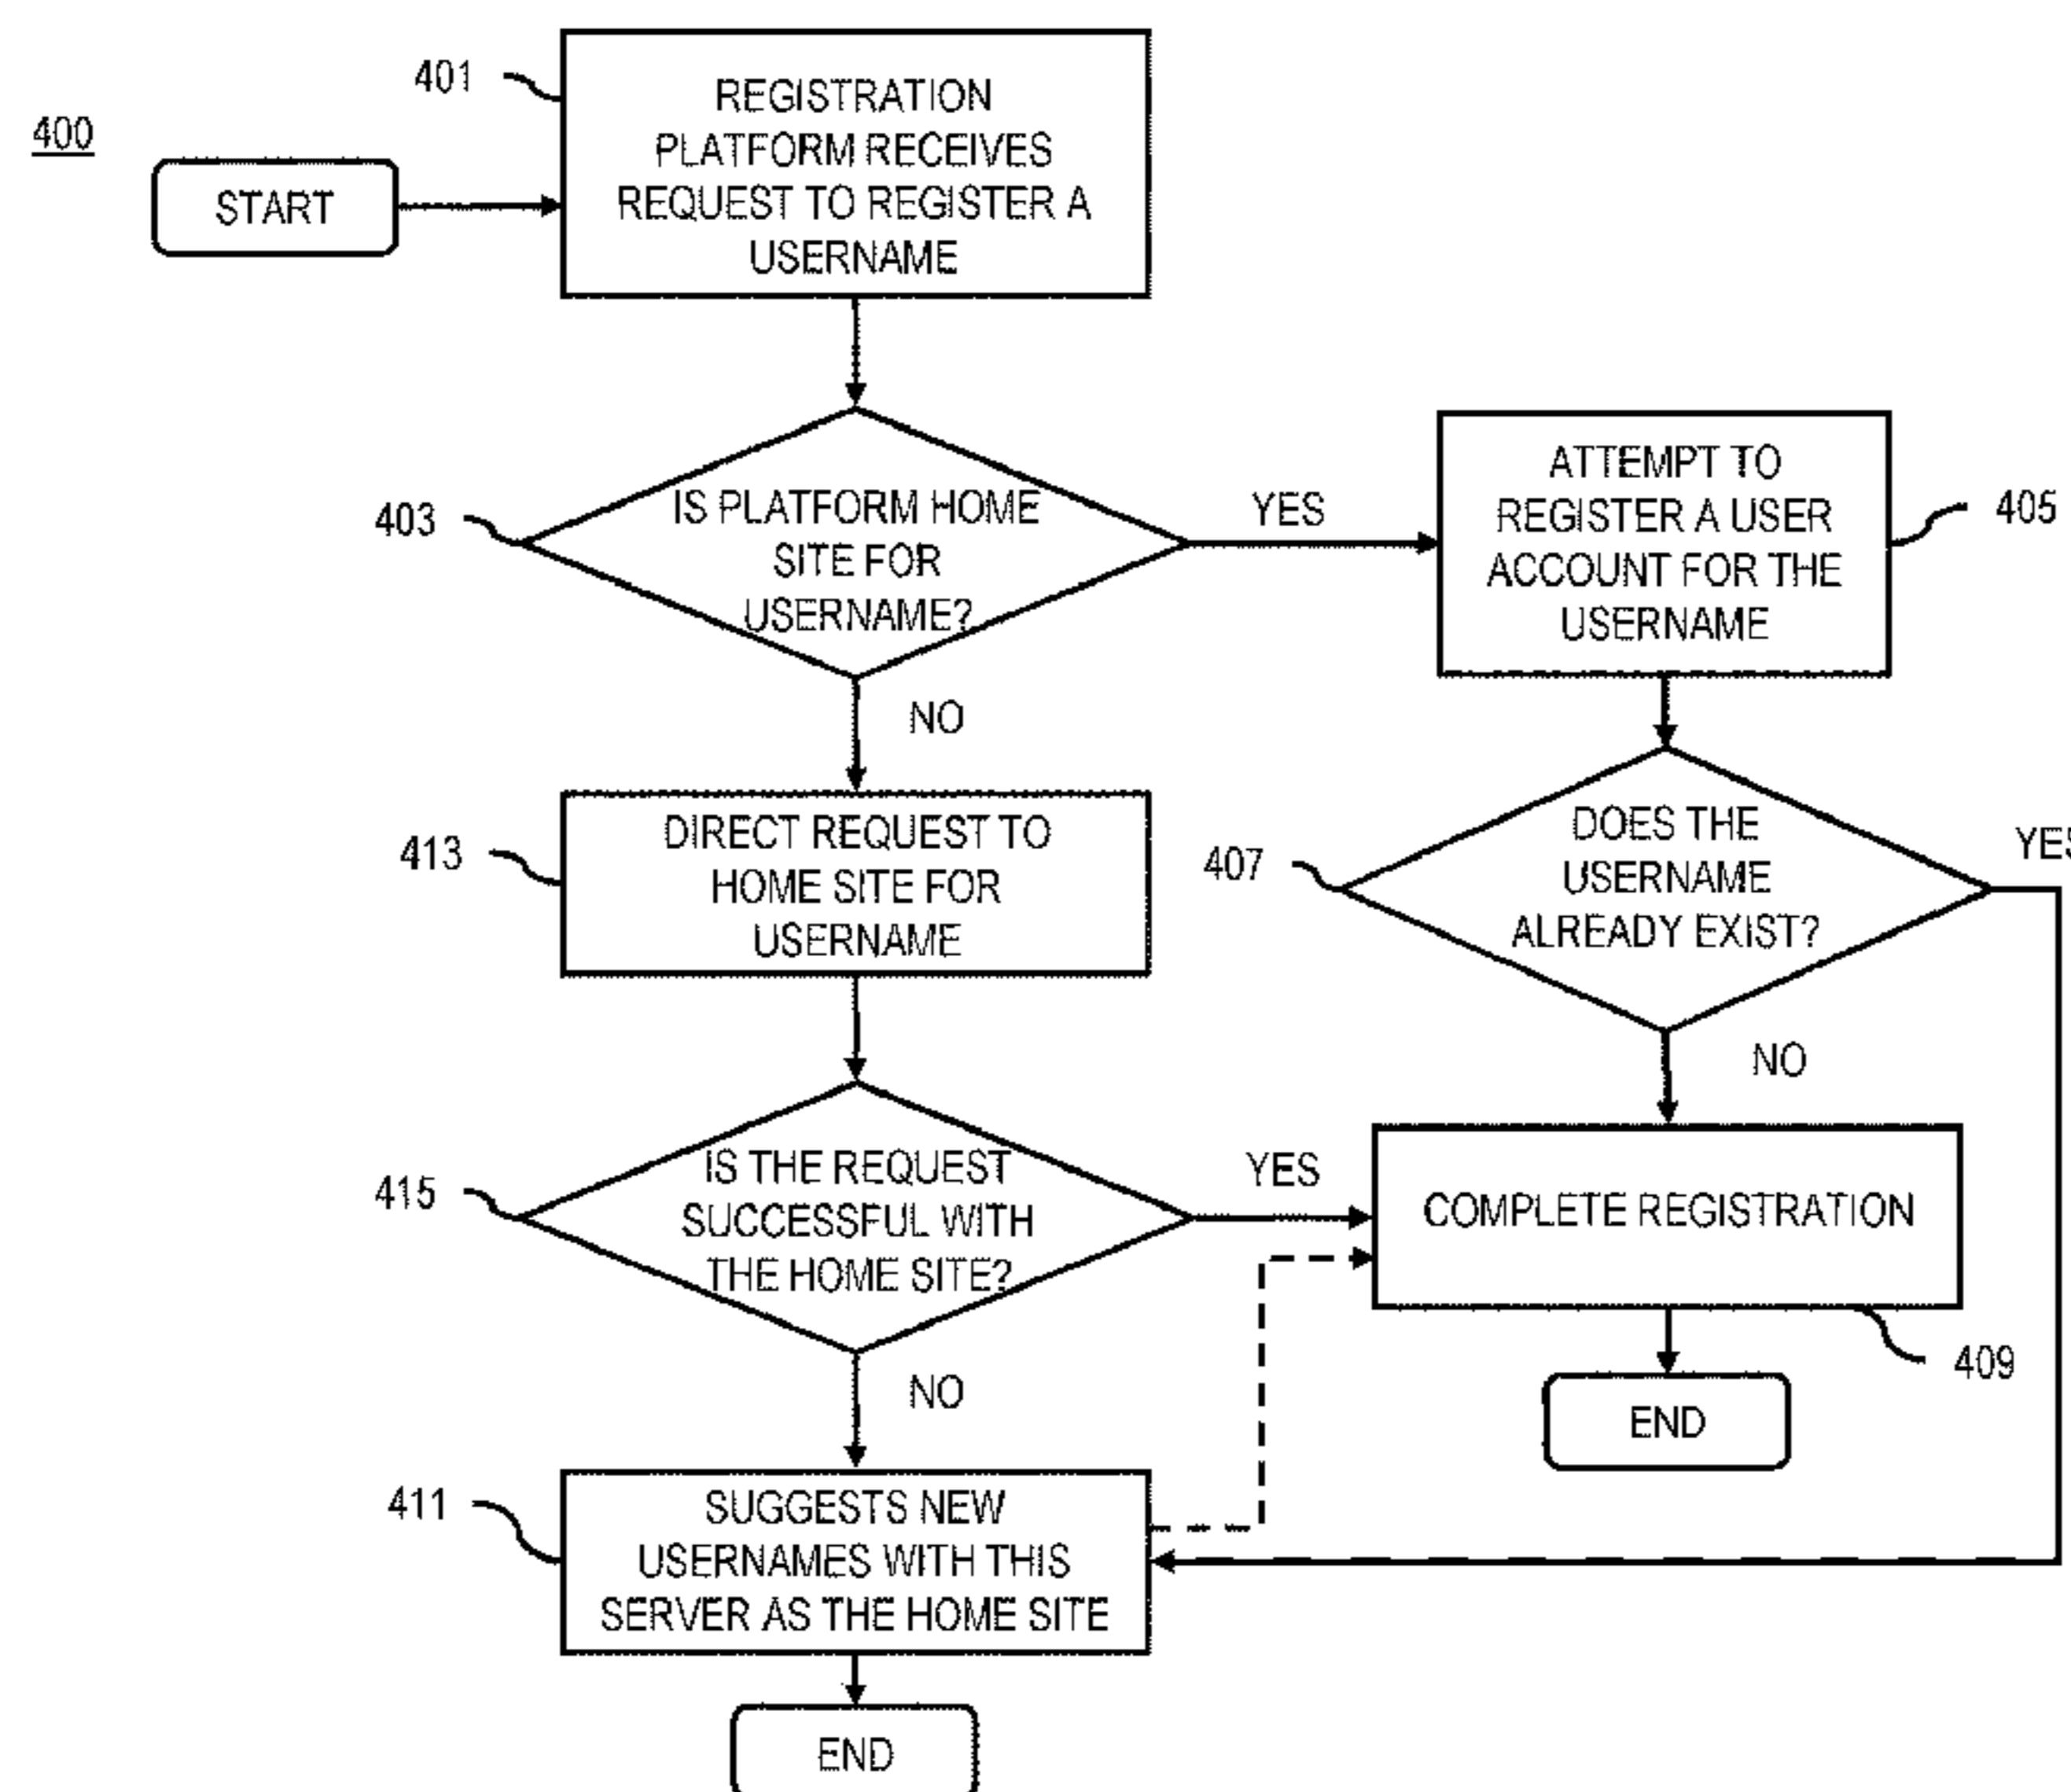 400
START
401
REGISTRATION
PLATFORM RECEIVES
REQUEST TO REGISTER A
USERNAME
403
IS PLATFORM HOME
SITE FOR
USERNAME?
YES
NO
ATTEMPT TO
REGISTER A USER
ACCOUNT FOR THE
USERNAME
405
413
DIRECT REQUEST TO
HOME SITE FOR
USERNAME
407
DOES THE
USERNAME
ALREADY EXIST?
YES
NO
415
IS THE REQUEST
SUCCESSFUL WITH
THE HOME SITE?
YES
NO
COMPLETE REGISTRATION
409
END
411
SUGGESTS NEW
USERNAMES WITH THIS
SERVER AS THE HOME SITE
END